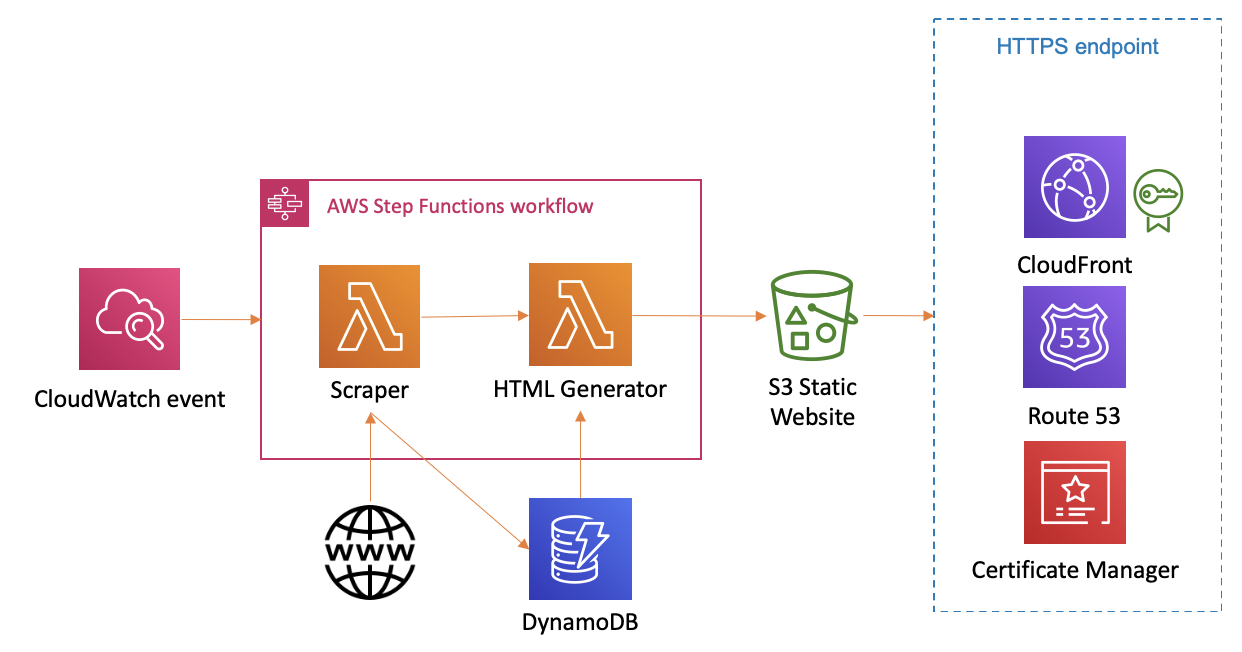 HTTPS endpoint
AWS Step Functions workflow
CloudWatch event
Scraper
HTML Generator
S3 Static
Website
CloudFront
53
Route 53
Certificate Manager
WWW
DynamoDB